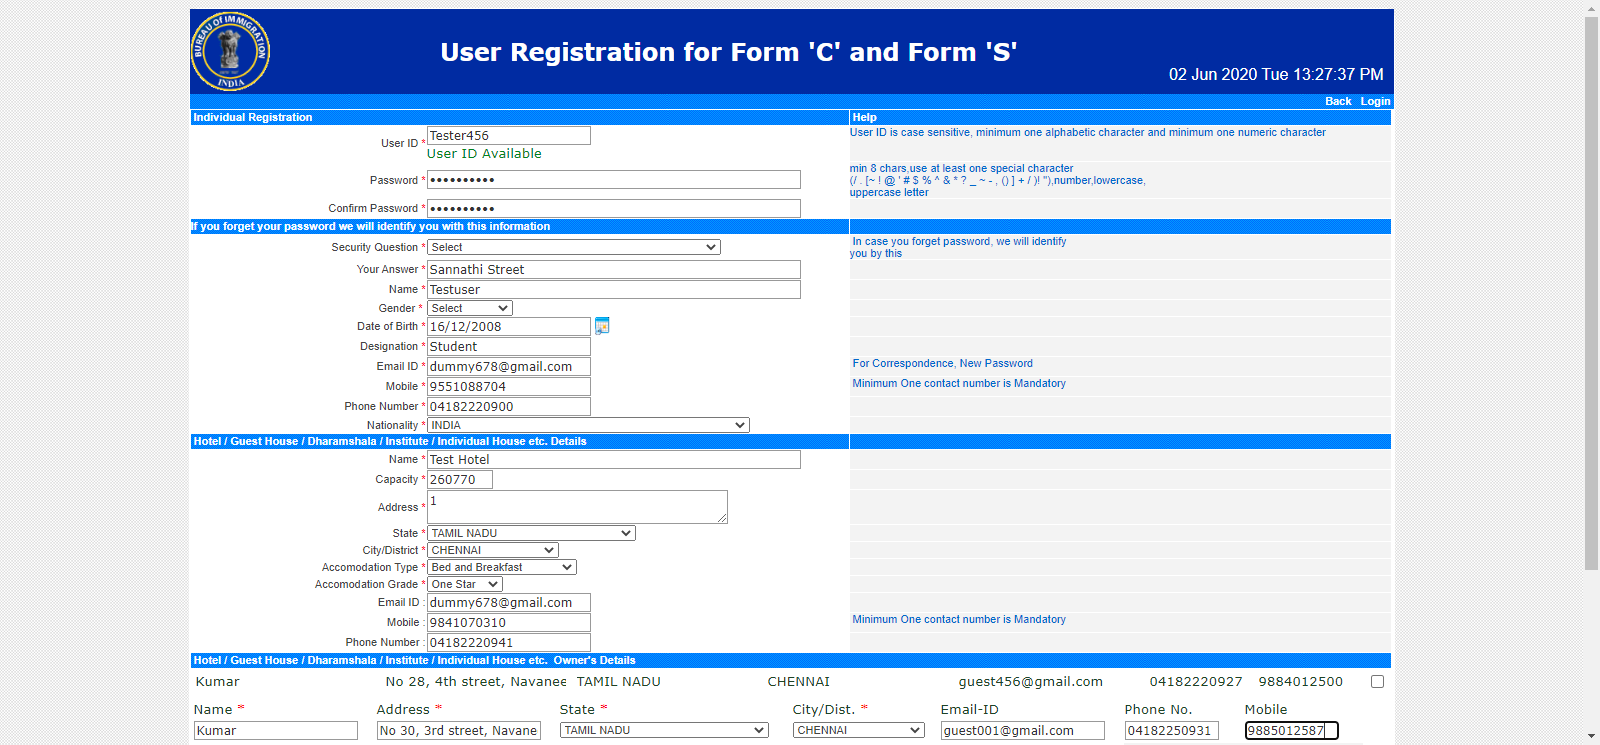 BUREAU OF IMMIGRATION
INDIA
User Registration for Form 'C' and Form 'S'
02 Jun 2020 Tue 13:27:37 PM
Back Login
Individual Registration Help
User ID * Tester456 User ID is case sensitive, minimum one alphabetic character and minimum one numeric character
User ID Available
min 8 chars,use at least one special character
Password * •••••••••• (/ . [~ ! @ ' # $ % ^ & * ? _ ~ - , () ] + / )! "),number,lowercase,
uppercase letter
Confirm Password * ••••••••••
If you forget your password we will identify you with this information
Security Question * Select In case you forget password, we will identify
you by this
Your Answer * Sannathi Street
Name * Testuser
Gender * Select
Date of Birth * 16/12/2008
Designation * Student
Email ID * dummy678@gmail.com For Correspondence, New Password
Mobile * 9551088704 Minimum One contact number is Mandatory
Phone Number * 04182220900
Nationality * INDIA
Hotel / Guest House / Dharamshala / Institute / Individual House etc. Details
Name * Test Hotel
Capacity * 260770
Address * 1
State * TAMIL NADU
City/District * CHENNAI
Accomodation Type * Bed and Breakfast
Accomodation Grade * One Star
Email ID : dummy678@gmail.com
Mobile : 9841070310 Minimum One contact number is Mandatory
Phone Number : 04182220941
Hotel / Guest House / Dharamshala / Institute / Individual House etc. Owner's Details
Kumar No 28, 4th street, Navanee TAMIL NADU CHENNAI guest456@gmail.com 04182220927 9884012500
Name * Address * State * City/Dist. * Email-ID Phone No. Mobile
Kumar No 30, 3rd street, Navane TAMIL NADU CHENNAI guest001@gmail.com 04182250931 9885012587